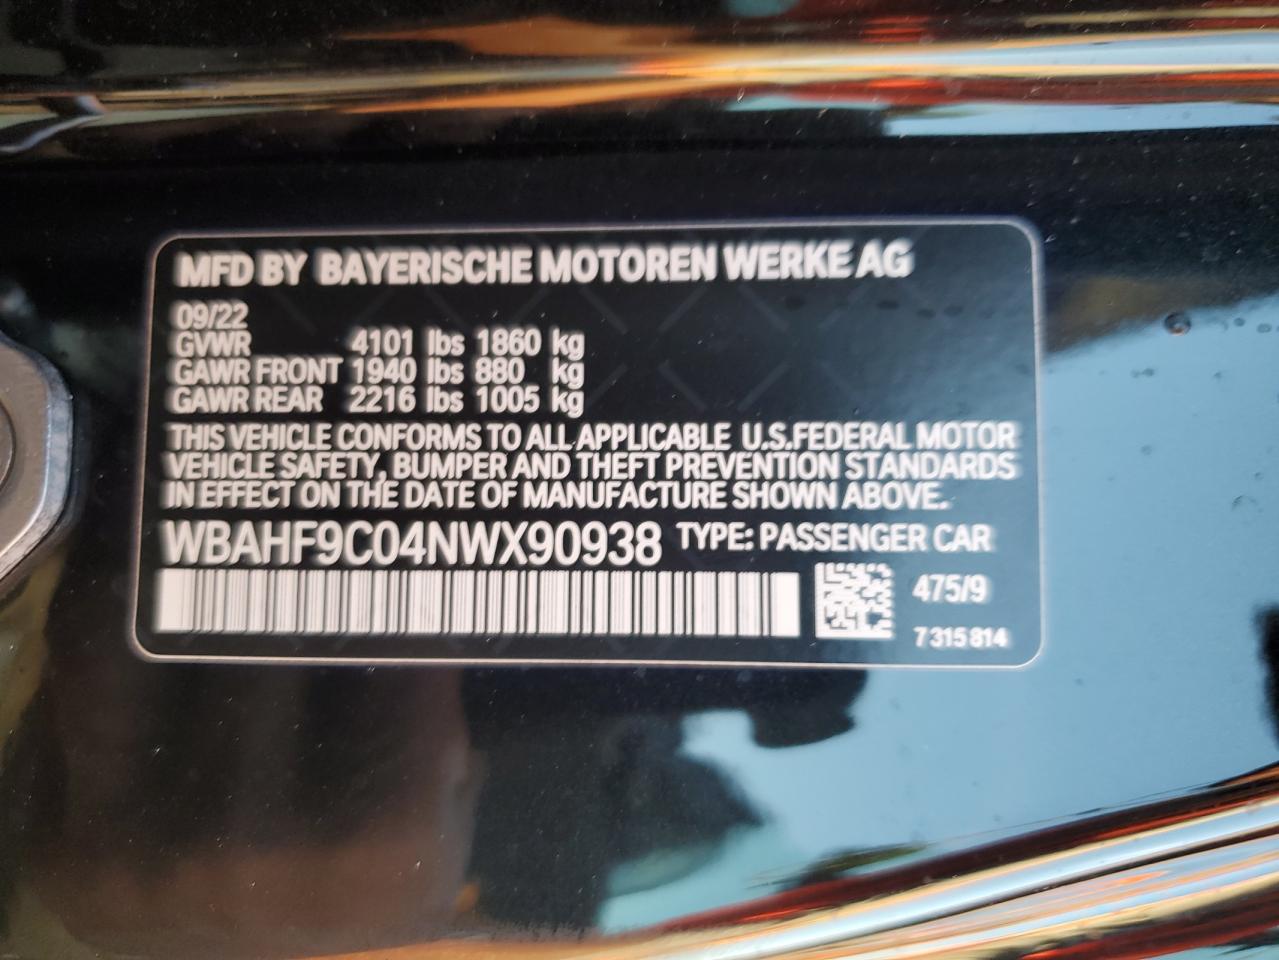 MFD BY BAYERISCHE MOTOREN WERKE AG
09/22
GVWR 4101 lbs 1860 kg
GAWR FRONT 1940 lbs 880 kg
GAWR REAR 2216 lbs 1005 kg
THIS VEHICLE CONFORMS TO ALL APPLICABLE U.S.FEDERAL MOTOR
VEHICLE SAFETY, BUMPER AND THEFT PREVENTION STANDARDS
IN EFFECT ON THE DATE OF MANUFACTURE SHOWN ABOVE.
WBAHF9C04NWX90938 TYPE: PASSENGER CAR
475/9
7 315 814